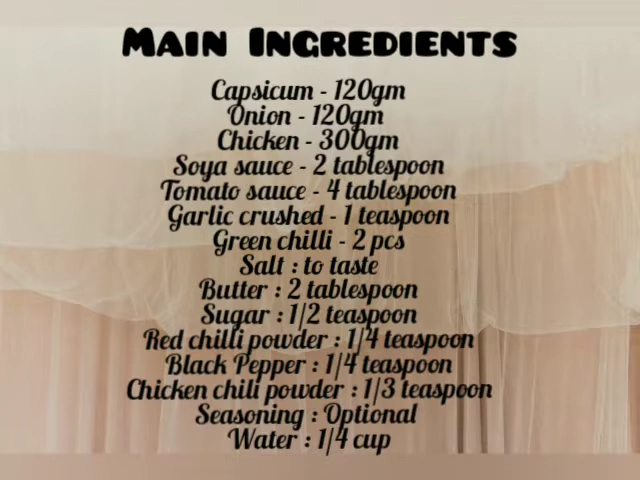 Main Ingredients
Capsicum - 120gm
Onion - 120gm
Chicken - 300gm
Soya sauce - 2 tablespoon
Tomato sauce - 4 tablespoon
Garlic crushed - 1 teaspoon
Green chilli - 2 pcs
Salt : to taste
Butter : 2 tablespoon
Sugar : 1/2 teaspoon
Red chilli powder : 1/4 teaspoon
Black Pepper : 1/4 teaspoon
Chicken chili powder : 1/3 teaspoon
Seasoning : Optional
Water : 1/4 cup